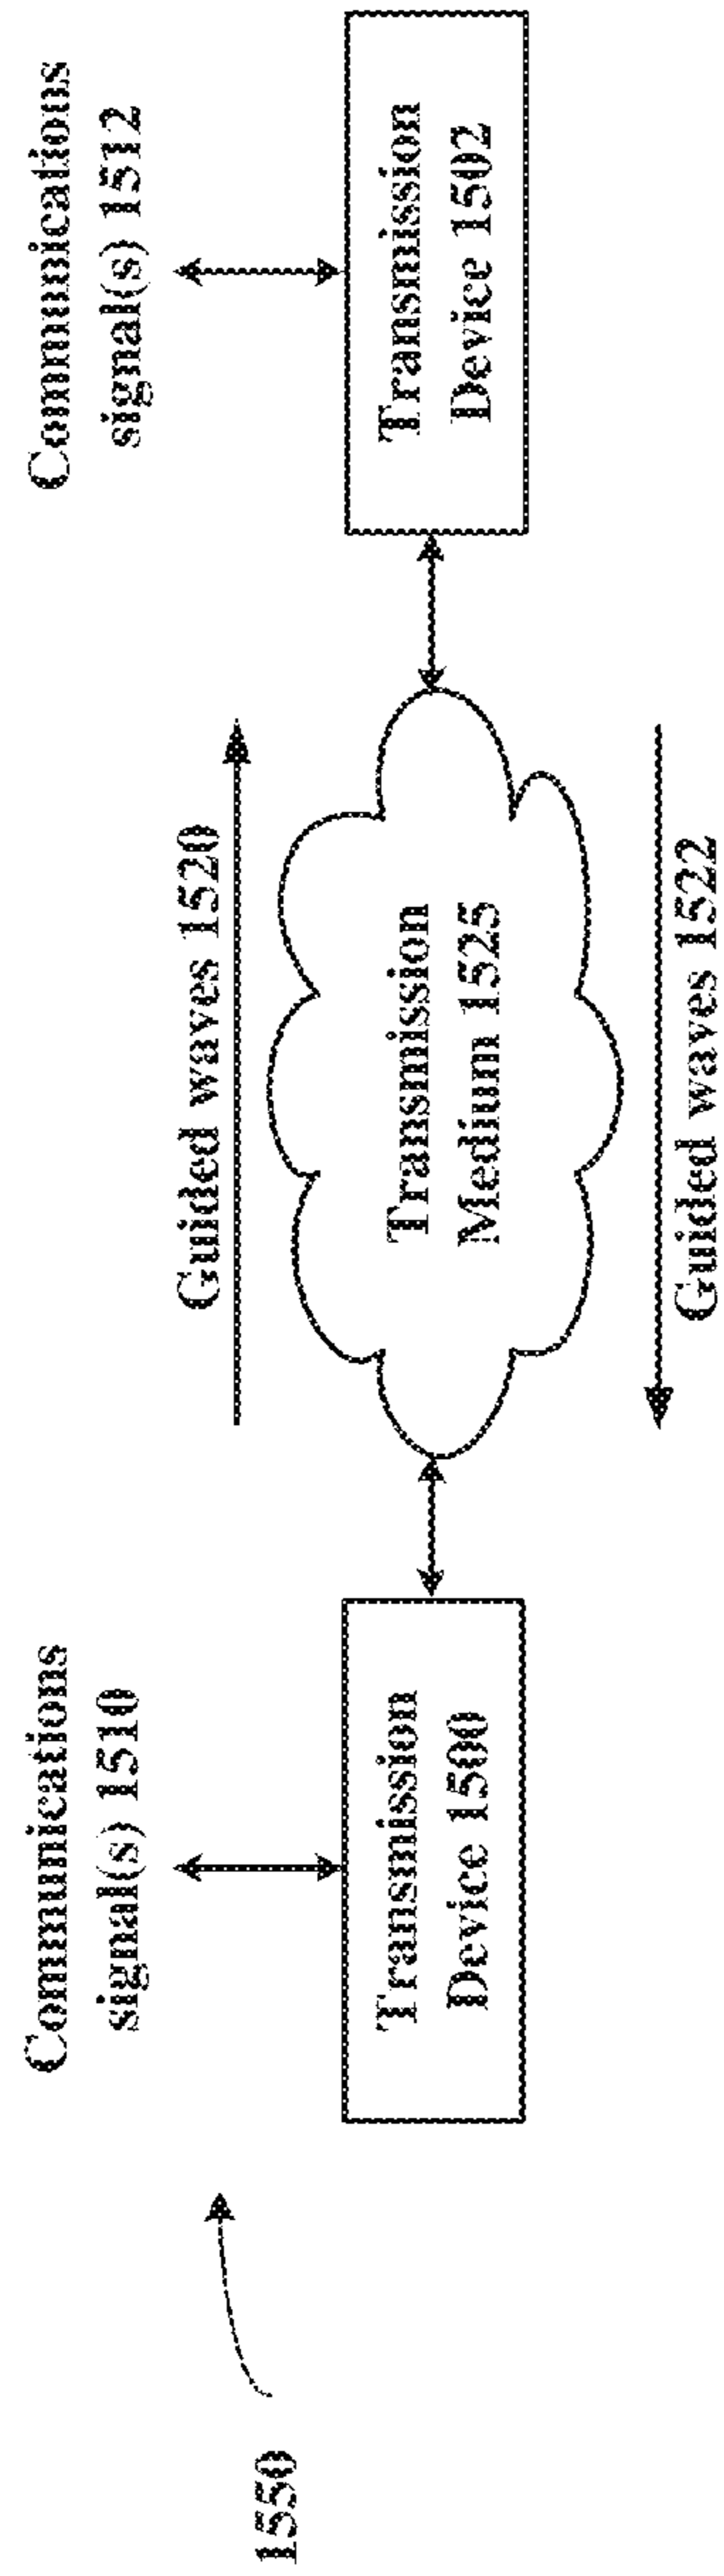 Communications
signal(s) 1510
Communications
signal(s) 1512
Guided waves 1520
Transmission
Device 1500
Transmission
Medium 1525
Transmission
Device 1502
Guided waves 1522
1550